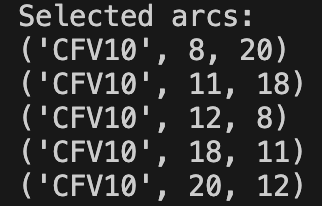 Selected arcs:
('CFV10', 8, 20)
('CFV10', 11, 18)
('CFV10', 12, 8)
('CFV10', 18, 11)
('CFV10', 20, 12)